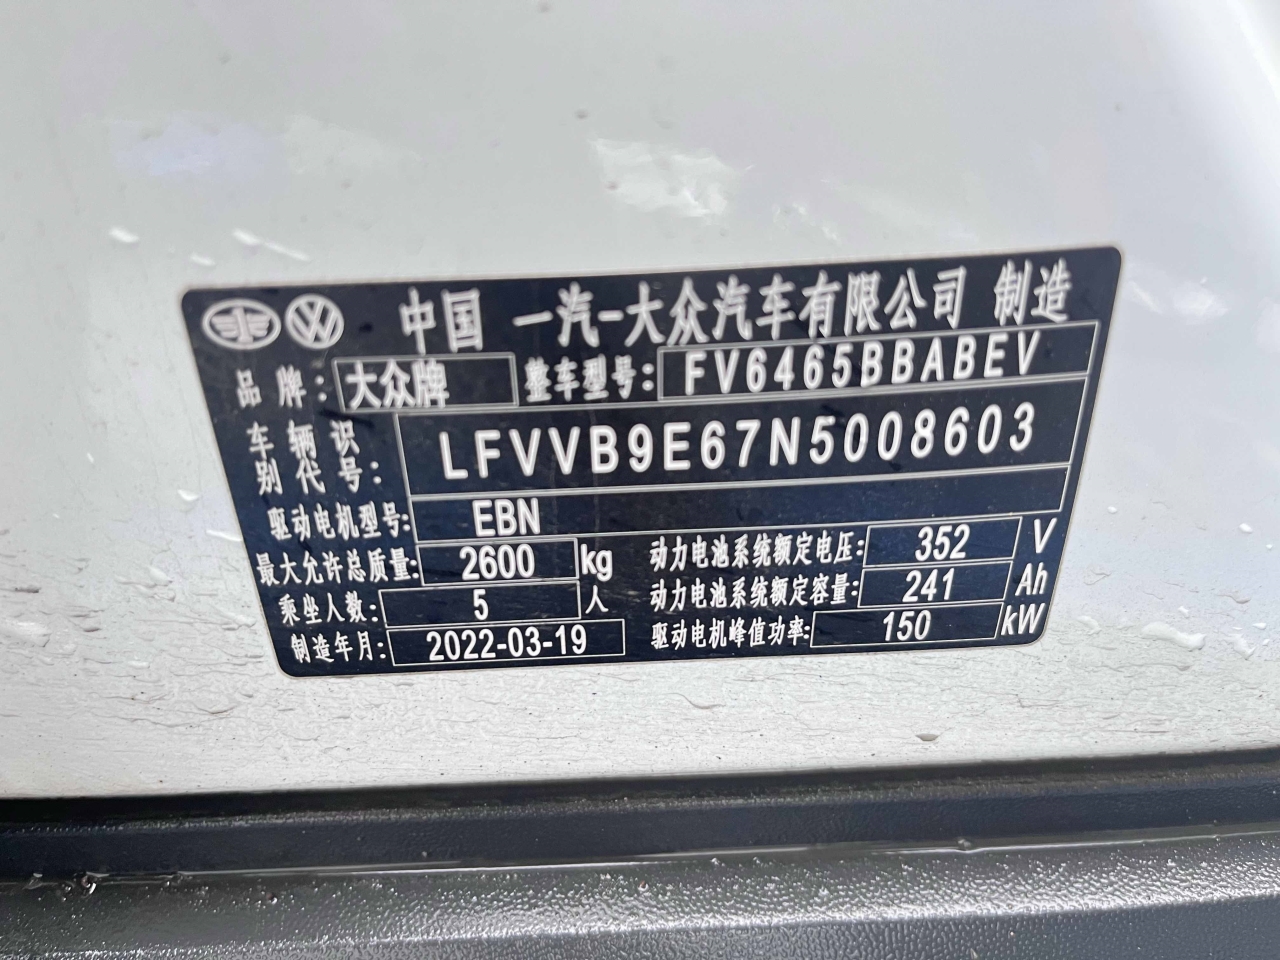 中国 一汽-大众汽车有限公司 制造
品牌: 大众牌 整车型号: FV6465BBABEV
车辆识别代号: LFVVB9E67N5008603
驱动电机型号: EBN
最大允许总质量: 2600 kg 动力电池系统额定电压: 352 V
乘坐人数: 5 人 动力电池系统额定容量: 241 Ah
制造年月: 2022-03-19 驱动电机峰值功率: 150 kW